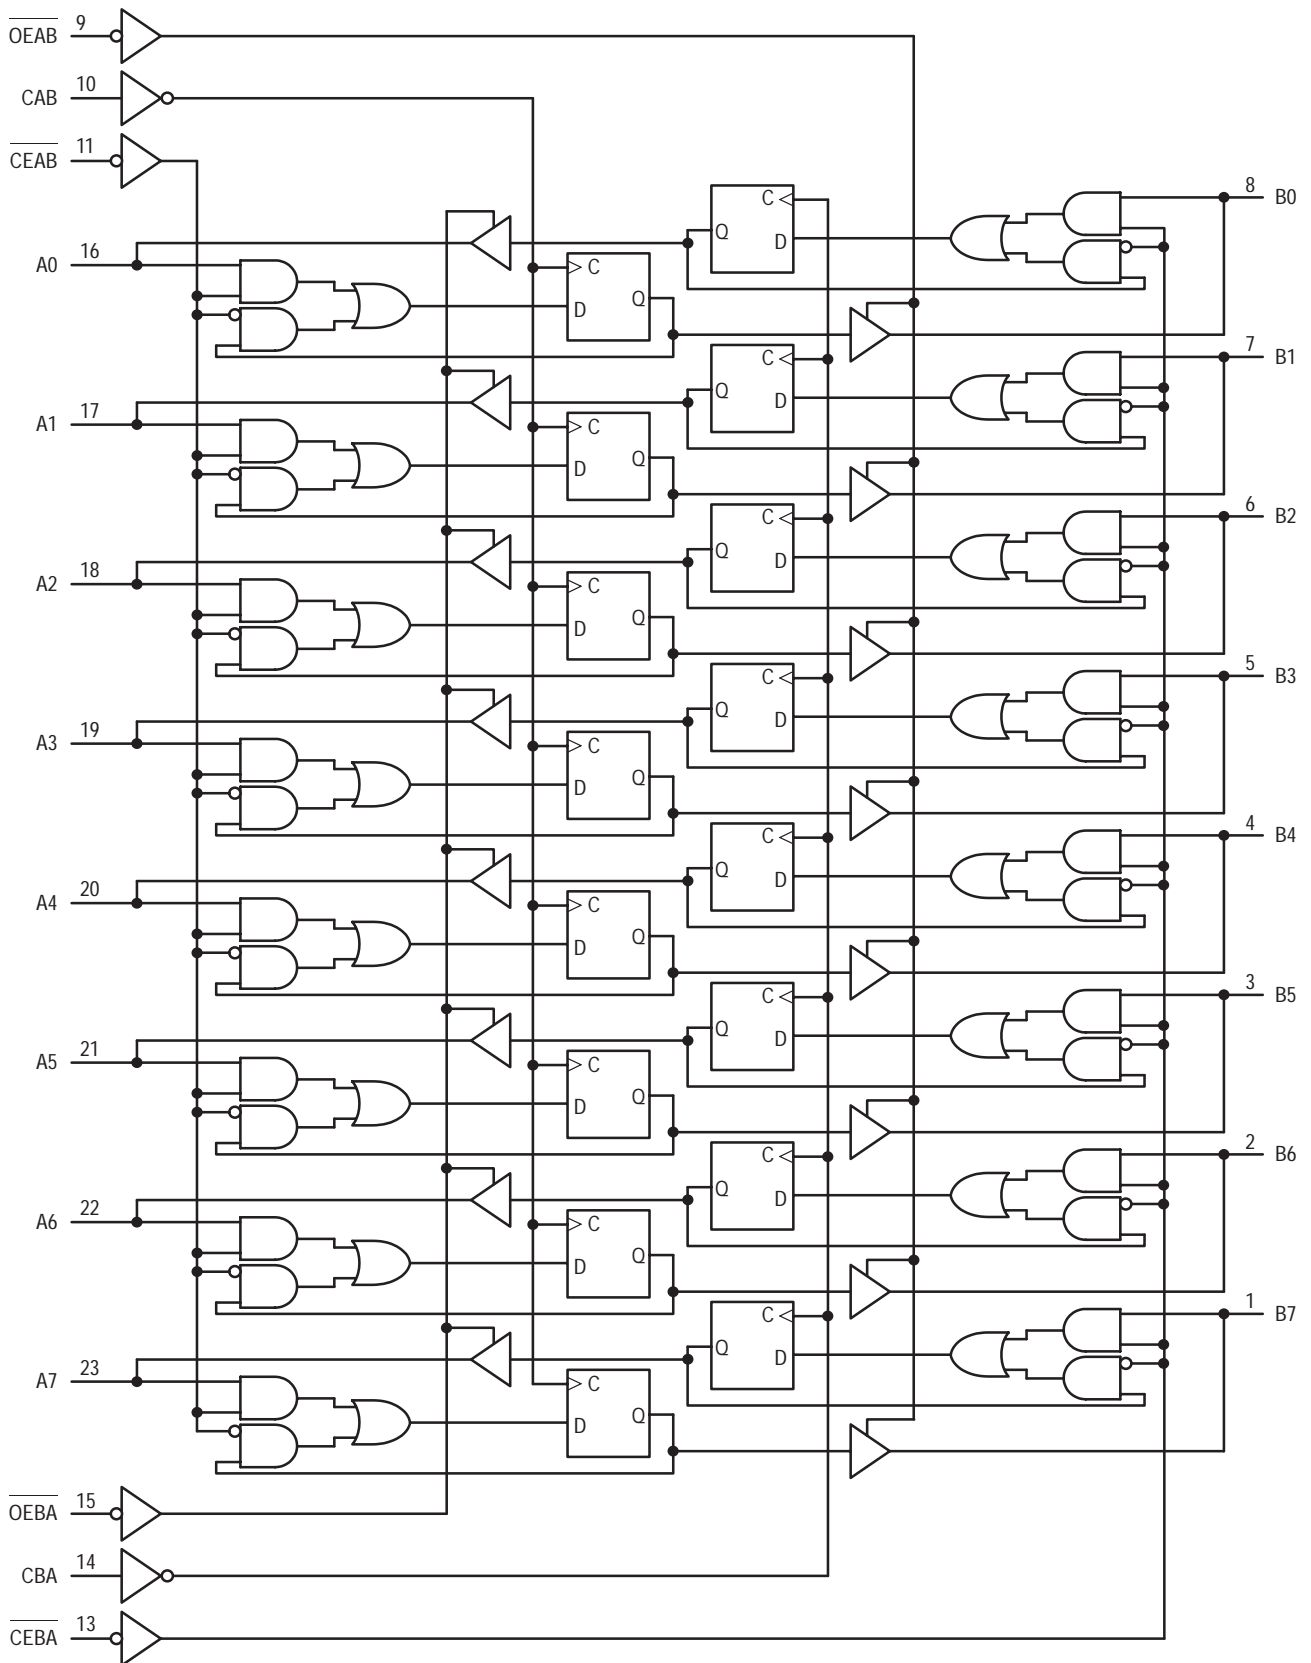 OEAB 9
CAB 10
CEAB 11
C 8 B0
Q D
A0 16
C
Q
D
C 7 B1
Q D
A1 17
C
Q
D
C 6 B2
Q D
A2 18
C
Q
D
C 5 B3
Q D
A3 19
C
Q
D
C 4 B4
Q D
A4 20
C
Q
D
C 3 B5
Q D
A5 21
C
Q
D
C 2 B6
Q D
A6 22
C
Q
D
C 1 B7
Q D
A7 23
C
Q
D
OEBA 15
CBA 14
CEBA 13